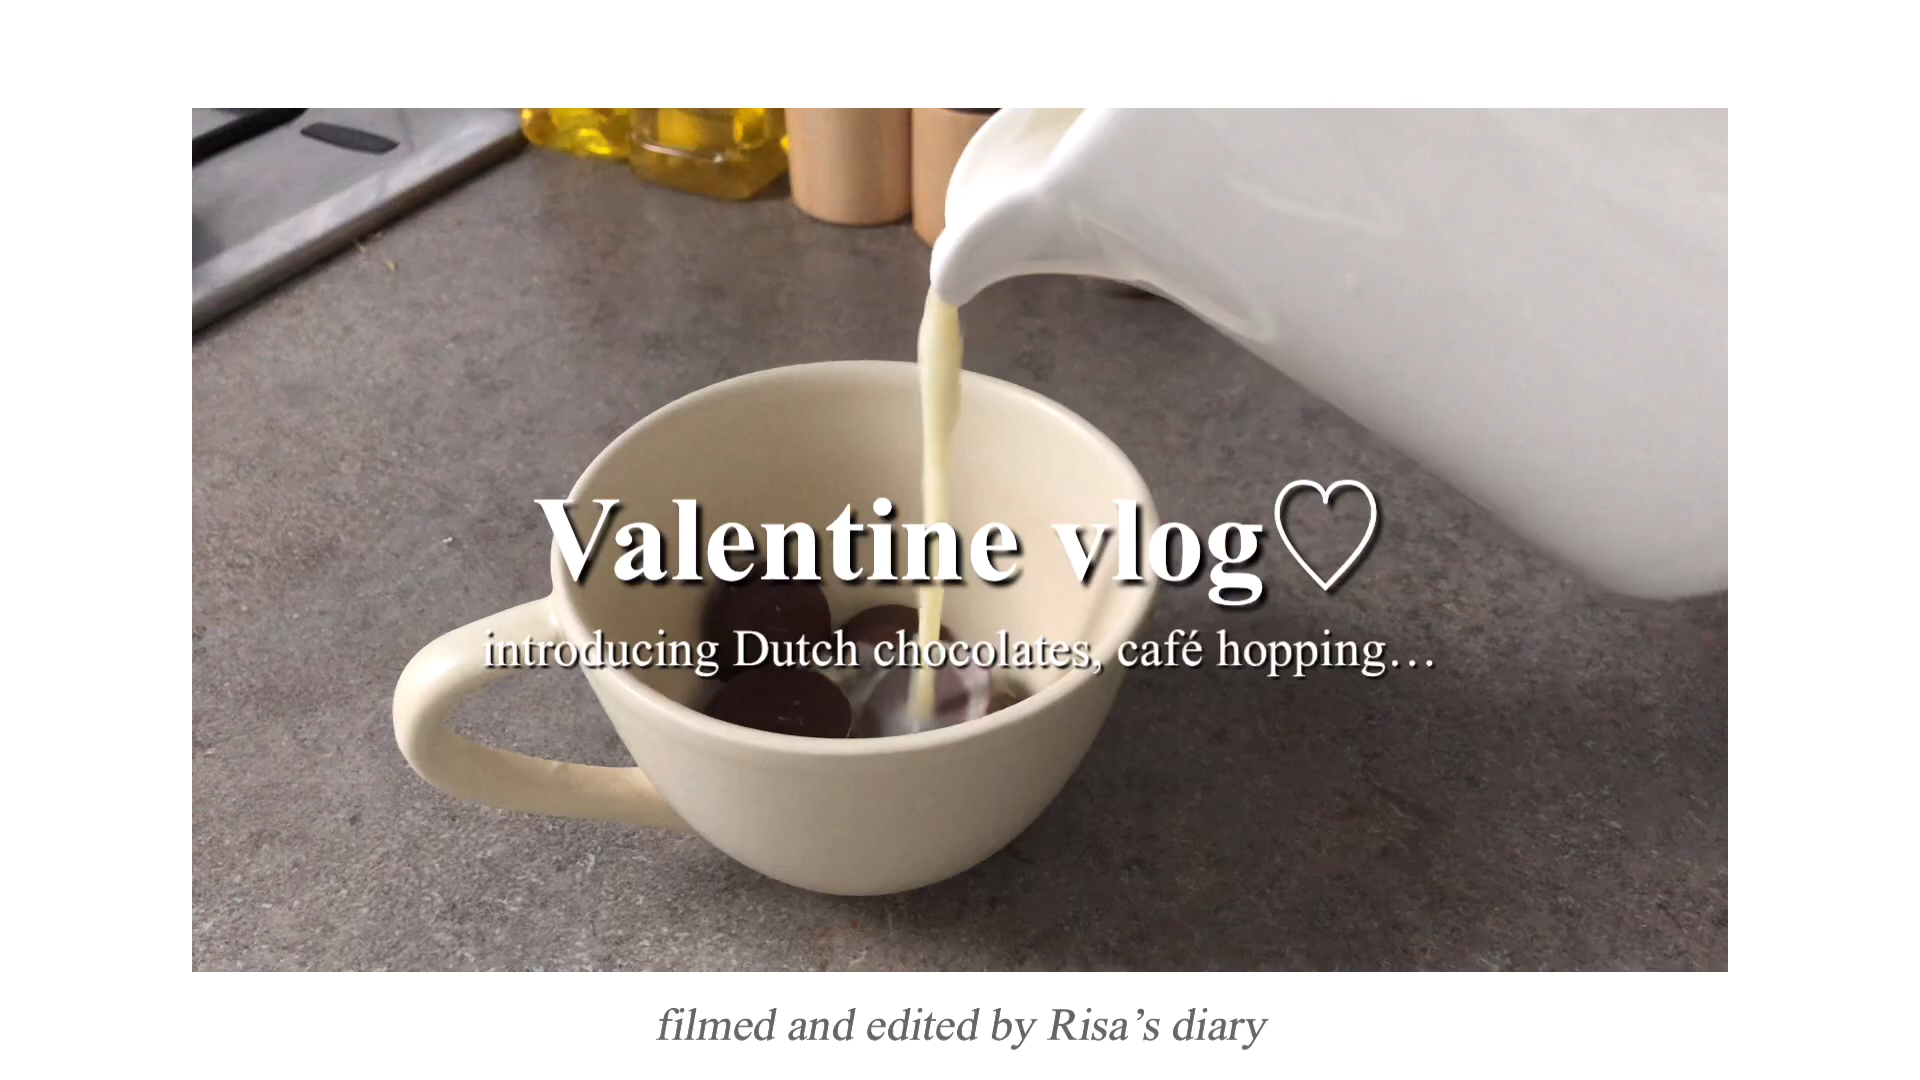 Valentine vlog♡
introducing Dutch chocolates, café hopping…
filmed and edited by Risa’s diary